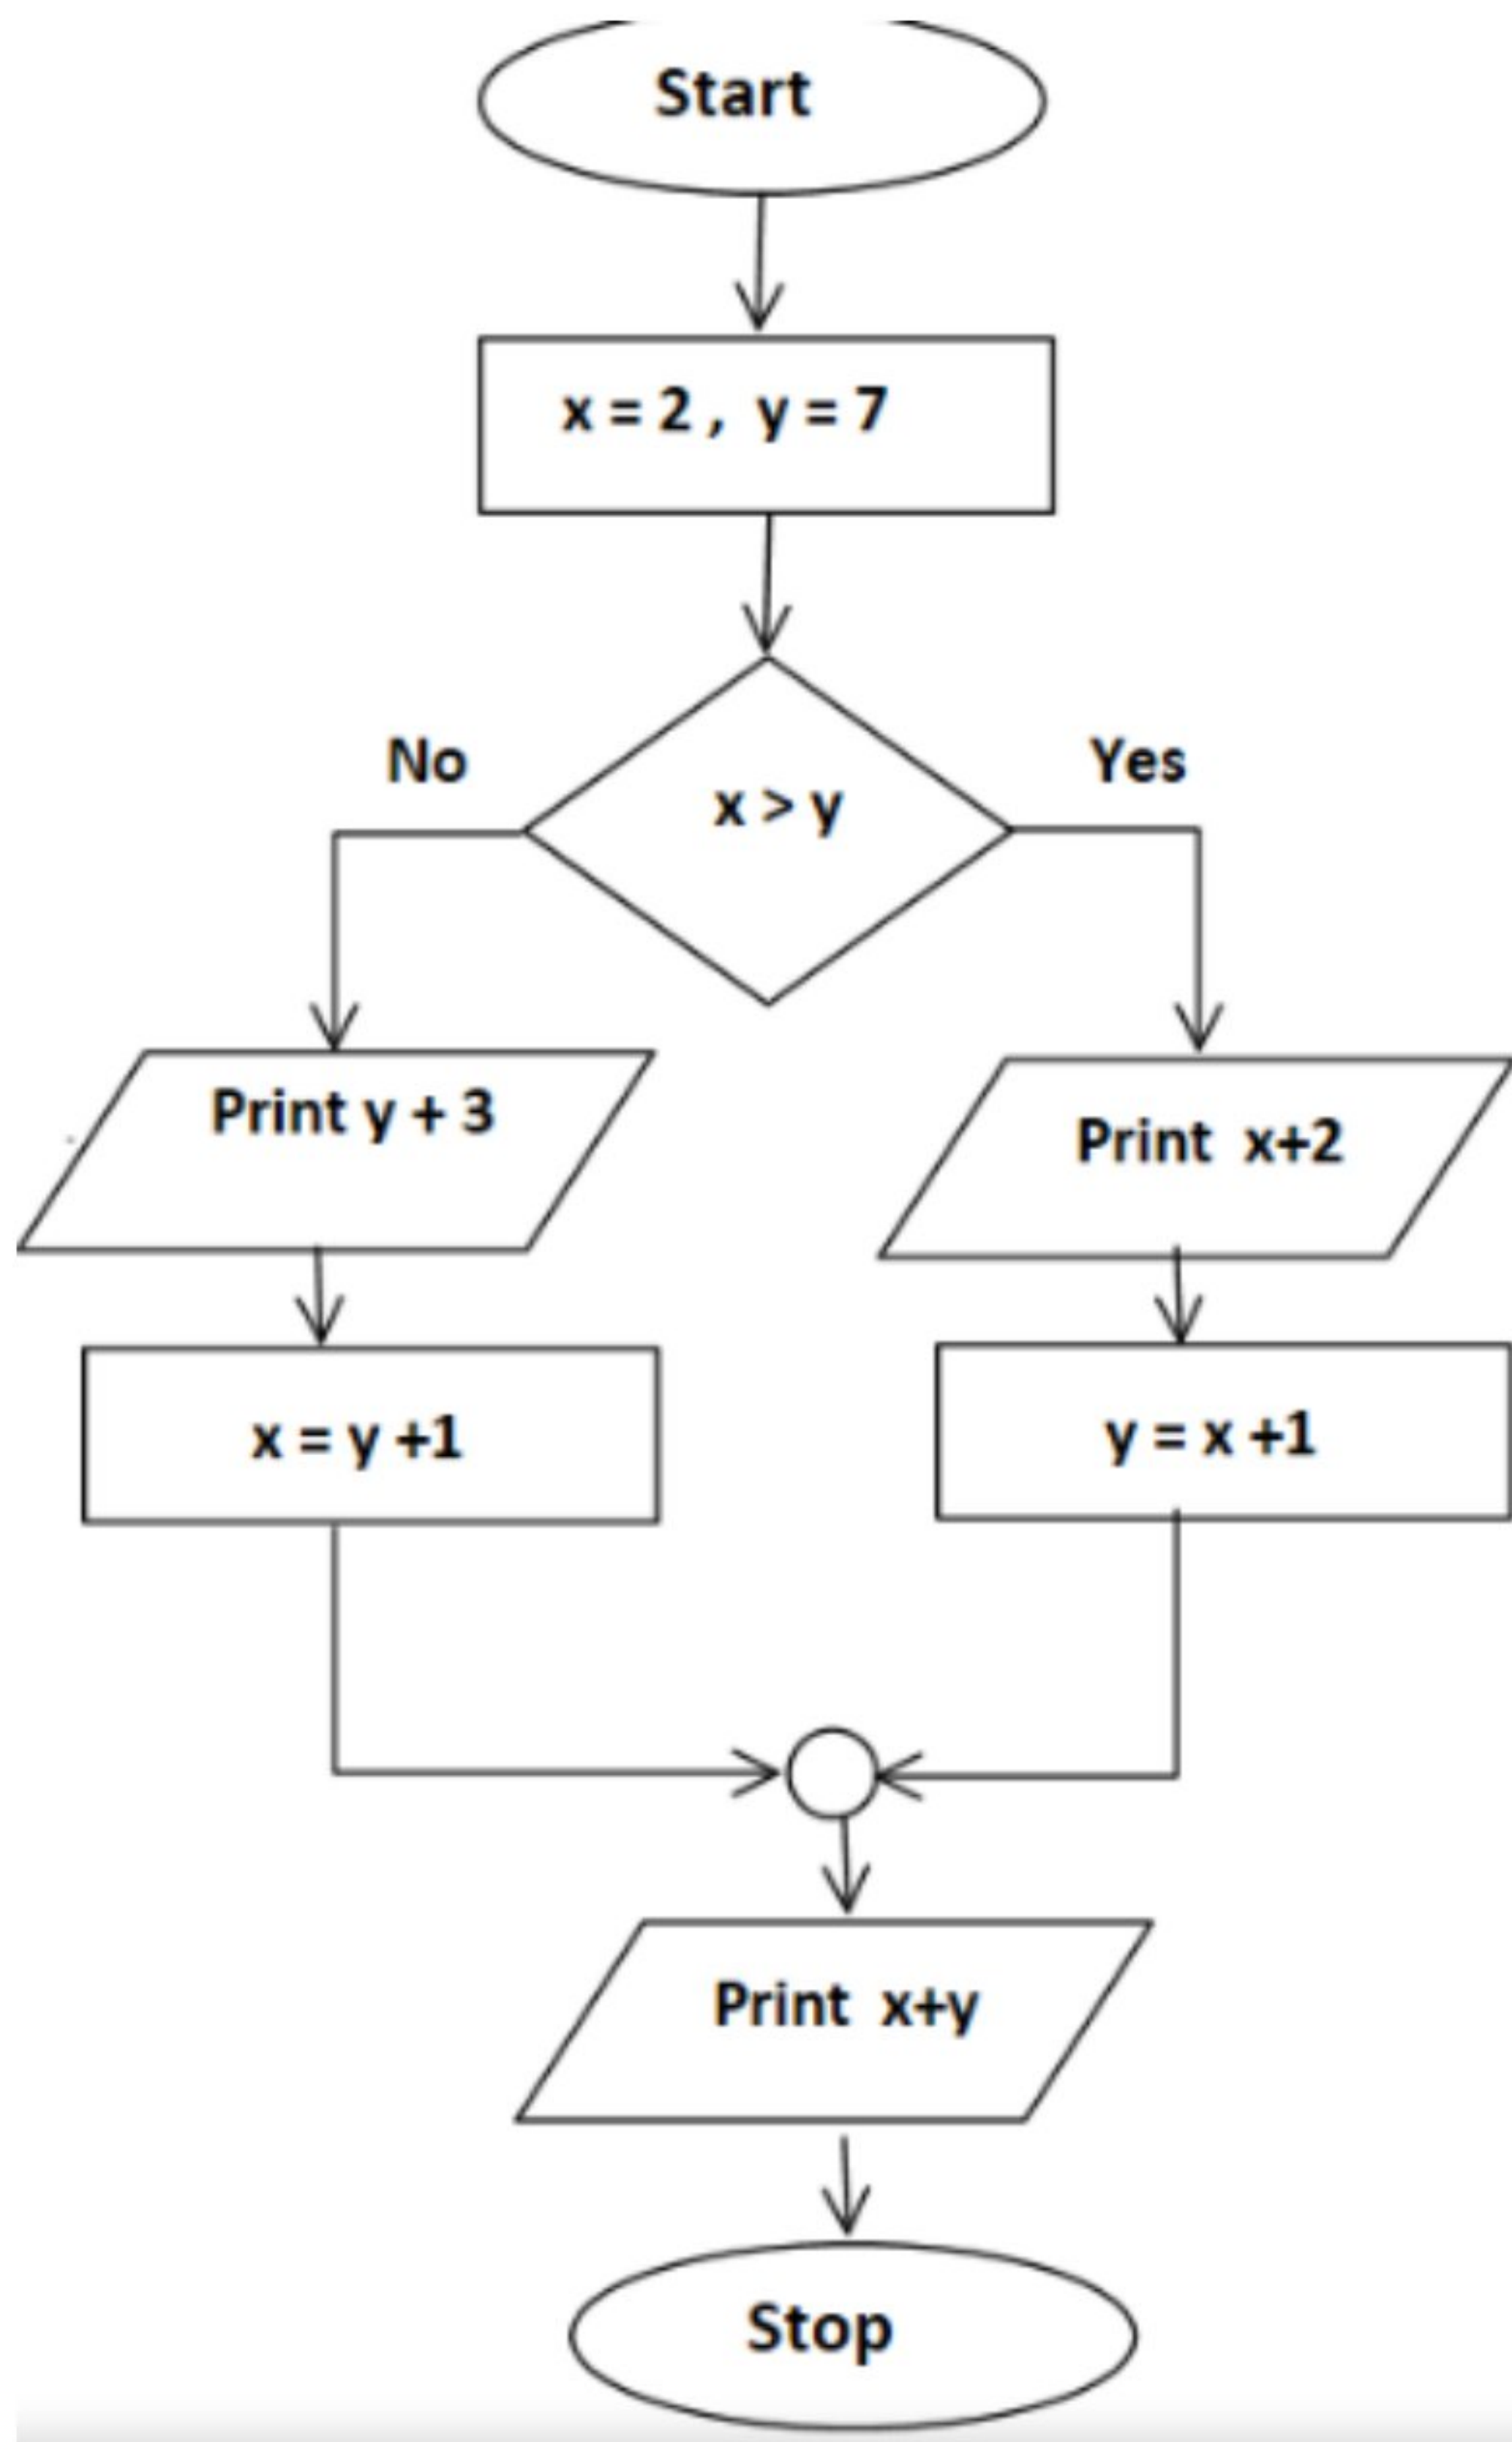 Start
x = 2 , y = 7
No
Yes
x > y
Print y + 3
Print x+2
x = y +1
y = x +1
Print x+y
Stop